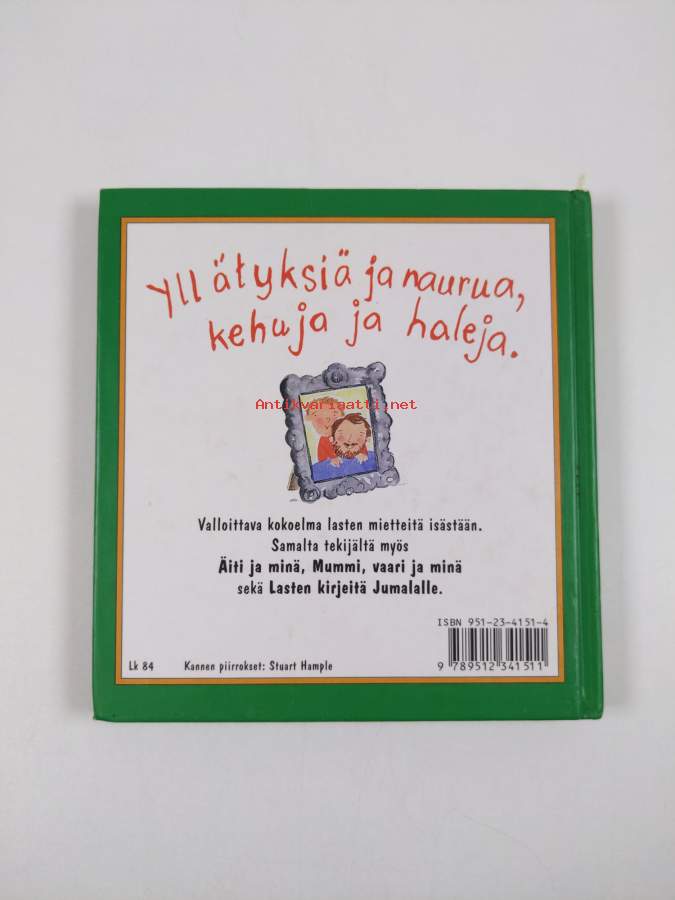 Yllätyksiä ja naurua,
kehuja ja haleja.
Antikvariaatti.net
Valloittava kokoelma lasten mietteitä isästään.
Samalta tekijältä myös
Äiti ja minä, Mummi, vaari ja minä
sekä Lasten kirjeitä Jumalalle.
ISBN 951-23-4151-4
9 789512 341511
Lk 84 Kannen piirrokset: Stuart Hample